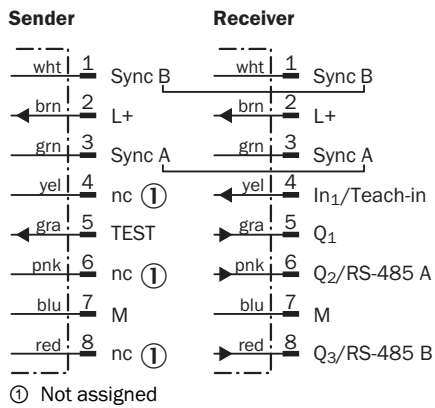 Sender Receiver
wht 1 Sync B wht 1 Sync B
brn 2 L+ brn 2 L+
grn 3 Sync A grn 3 Sync A
yel 4 nc ① yel 4 In₁/Teach-in
gra 5 TEST gra 5 Q₁
pnk 6 nc ① pnk 6 Q₂/RS-485 A
blu 7 M blu 7 M
red 8 nc ① red 8 Q₃/RS-485 B
① Not assigned